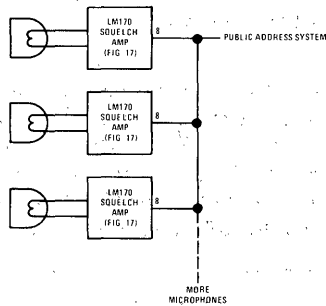 LM170
SQUELCH
AMP
(FIG 17)
8
PUBLIC ADDRESS SYSTEM
LM170
SQUELCH
AMP
(FIG. 17)
8
LM170
SQUELCH
AMP
(FIG 17)
8
MORE
MICROPHONES